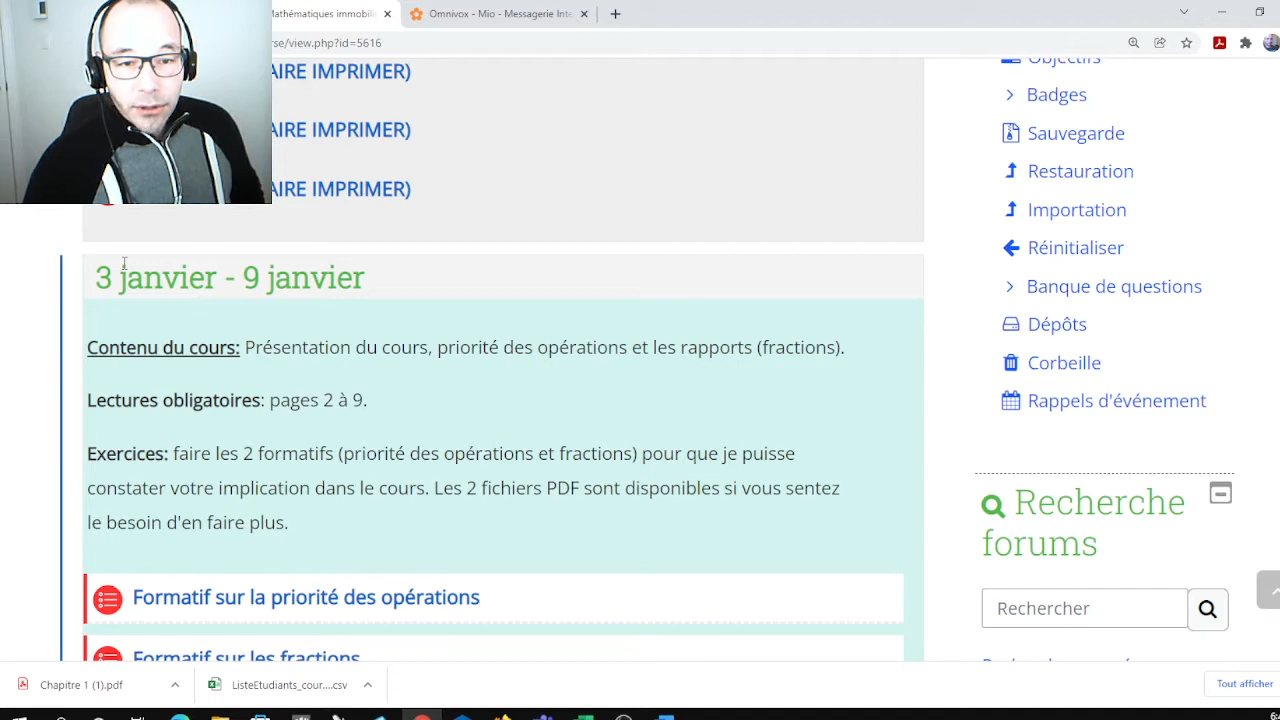 Mathématiques immobili
Omnivox - Mio - Messagerie Inte
rse/view.php?id=5616
AIRE IMPRIMER)
AIRE IMPRIMER)
AIRE IMPRIMER)
3 janvier - 9 janvier
Contenu du cours: Présentation du cours, priorité des opérations et les rapports (fractions).
Lectures obligatoires: pages 2 à 9.
Exercices: faire les 2 formatifs (priorité des opérations et fractions) pour que je puisse
constater votre implication dans le cours. Les 2 fichiers PDF sont disponibles si vous sentez
le besoin d'en faire plus.
Formatif sur la priorité des opérations
Formatif sur les fractions
Objectifs
Badges
Sauvegarde
Restauration
Importation
Réinitialiser
Banque de questions
Dépôts
Corbeille
Rappels d'événement
Recherche
forums
Rechercher
Chapitre 1 (1).pdf
ListeEtudiants_cour....csv
Tout afficher